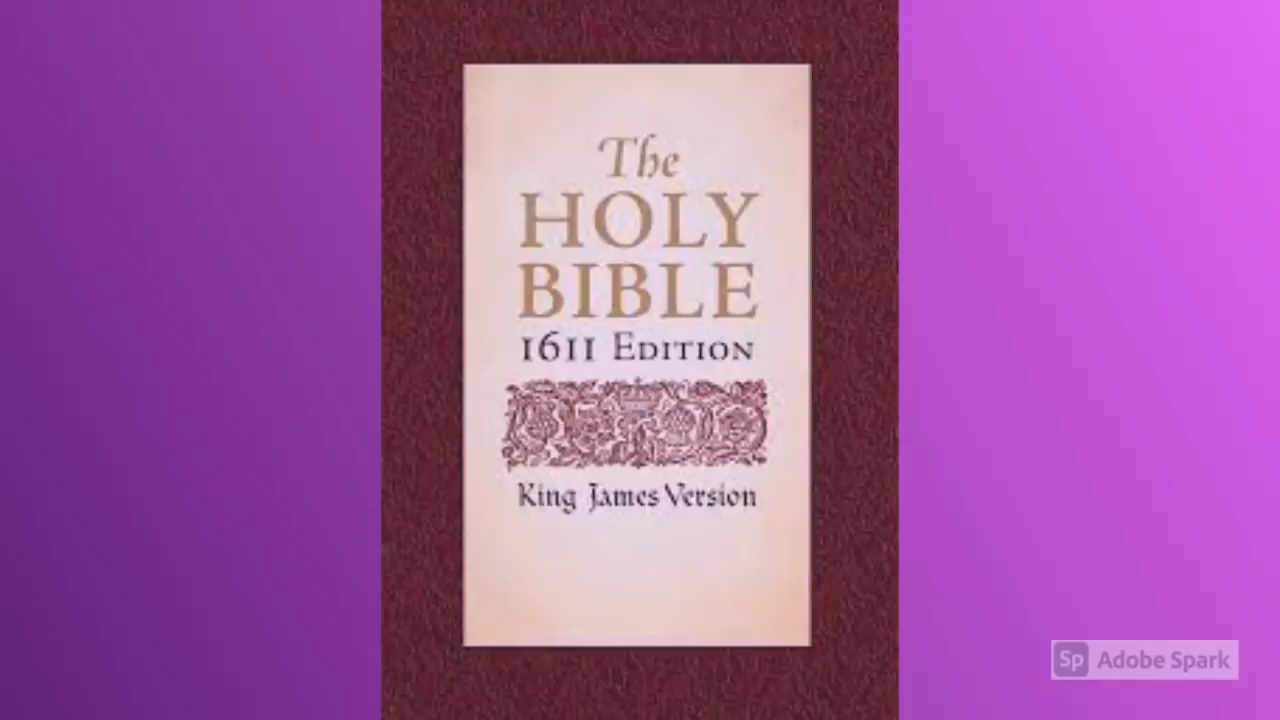 The
HOLY
BIBLE
1611 EDITION
King James Version
Sp Adobe Spark